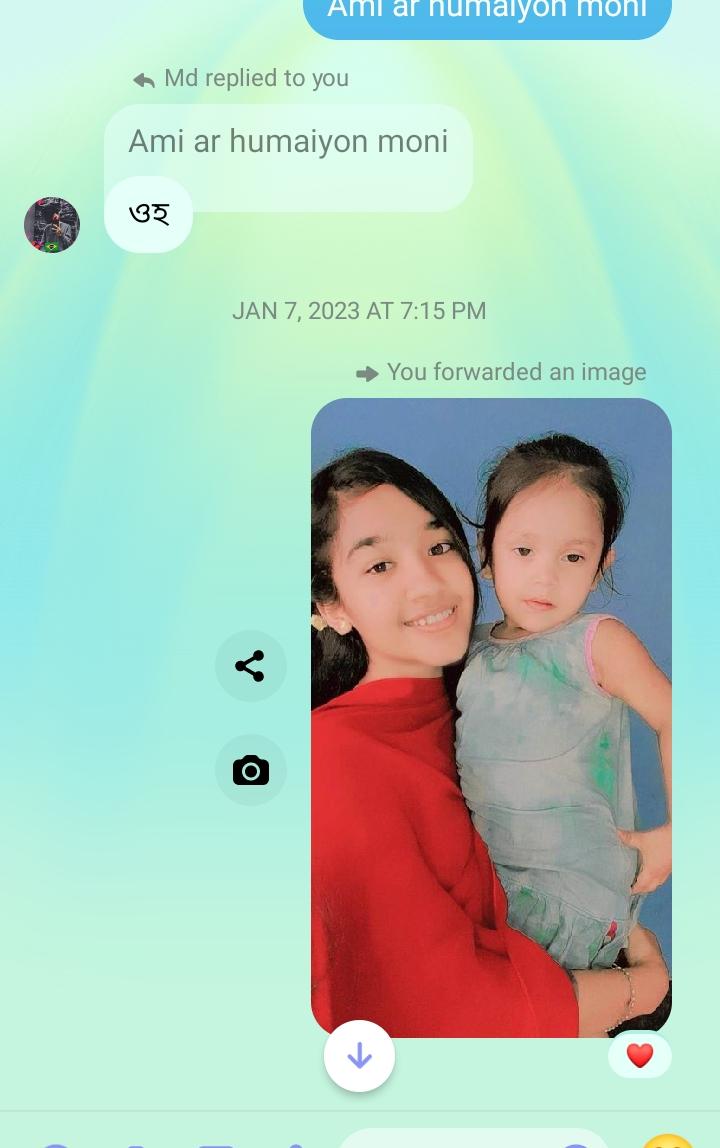 Ami ar humaiyon moni
Md replied to you
Ami ar humaiyon moni
ওহ
JAN 7, 2023 AT 7:15 PM
You forwarded an image